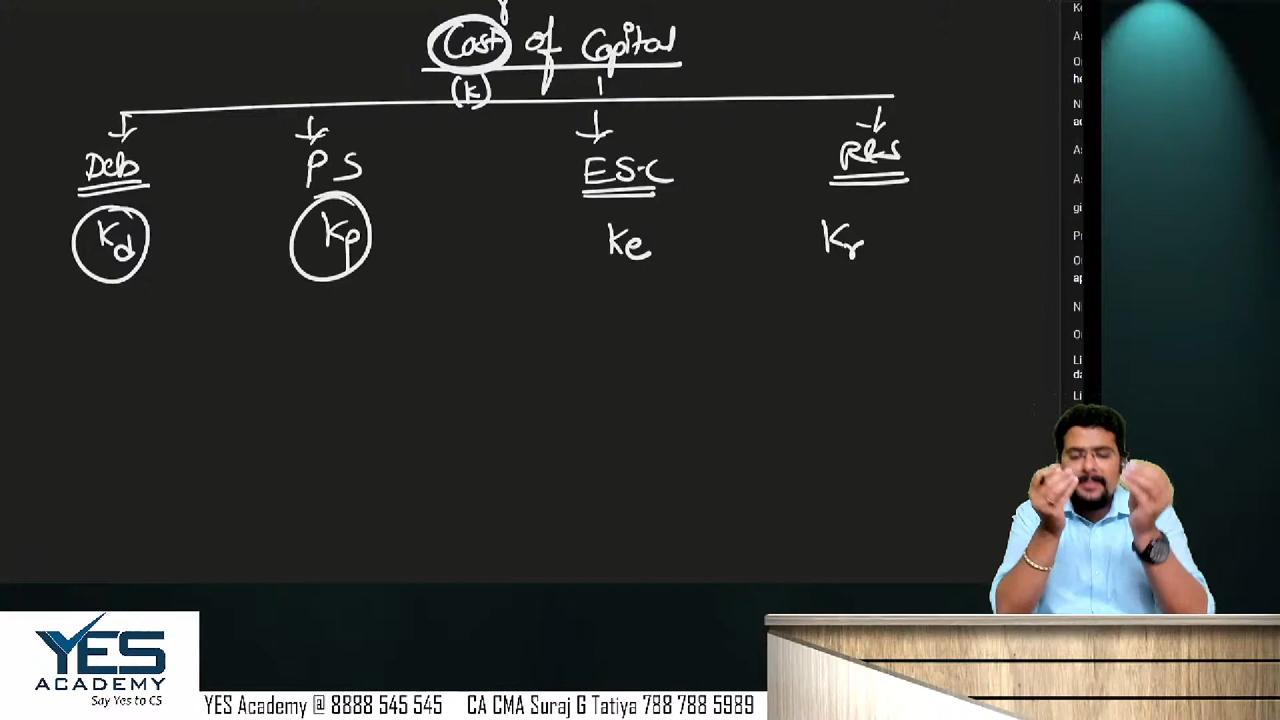 Cost of Capital
(K)
Deb PS ES.C R&S
Kd Kp Ke Kr
YES
ACADEMY
Say Yes to CS
YES Academy @ 8888 545 545 CA CMA Suraj G Tatiya 788 788 5989